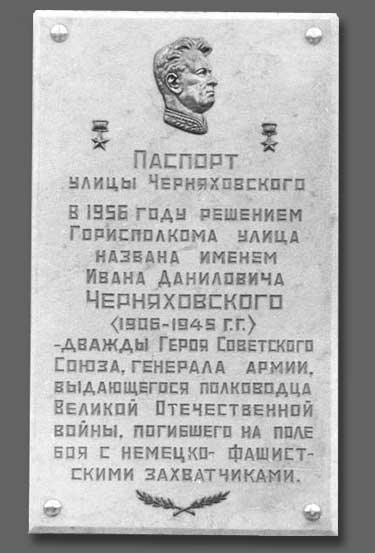 Паспорт
улицы Черняховского
В 1956 году решением
Горисполкома улица
названа именем
Ивана Даниловича
Черняховского
(1906-1945 г.г.)
-дважды Героя Советского
Союза, генерала армии,
выдающегося полководца
Великой Отечественной
войны, погибшего на поле
боя с немецко- фашист-
скими захватчиками.